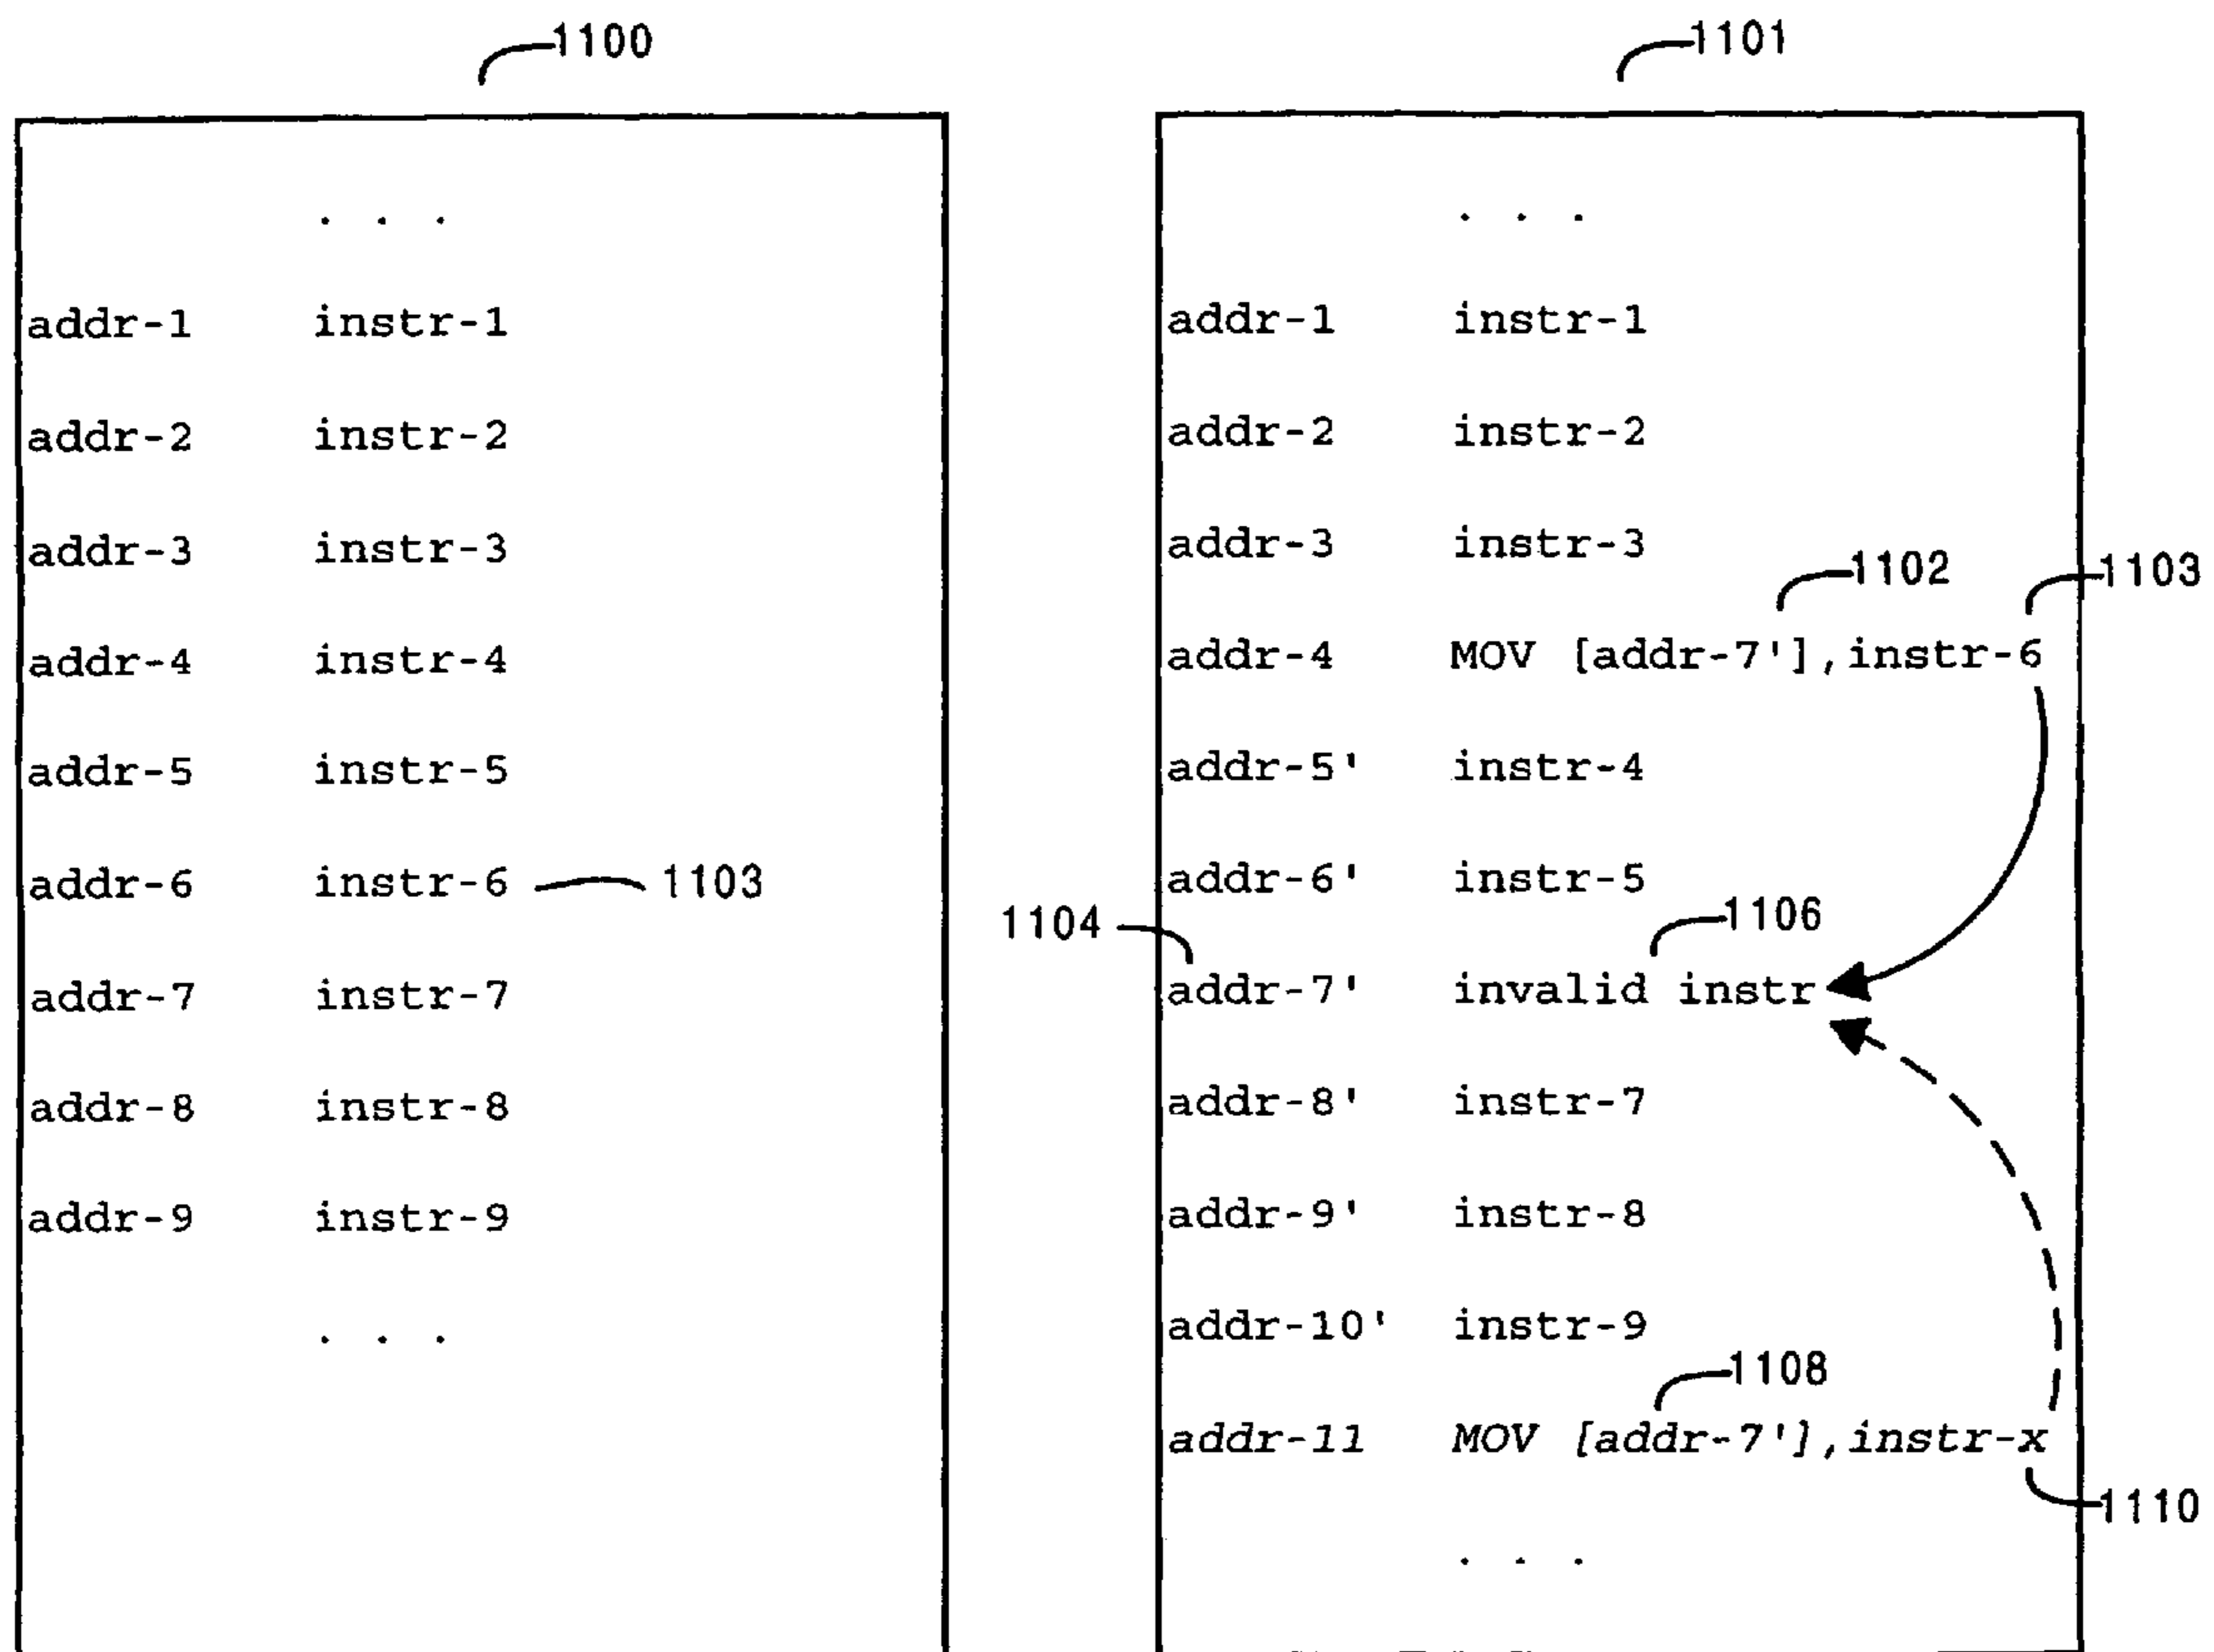 1100
. . .
addr-1 instr-1
addr-2 instr-2
addr-3 instr-3
addr-4 instr-4
addr-5 instr-5
addr-6 instr-6 1103
addr-7 instr-7
addr-8 instr-8
addr-9 instr-9
. . .
1101
. . .
addr-1 instr-1
addr-2 instr-2
addr-3 instr-3
1102 1103
addr-4 MOV [addr-7'],instr-6
addr-5' instr-4
addr-6' instr-5
1104 1106
addr-7' invalid instr
addr-8' instr-7
addr-9' instr-8
addr-10' instr-9
1108
addr-11 MOV [addr-7'],instr-x
1110
. . .